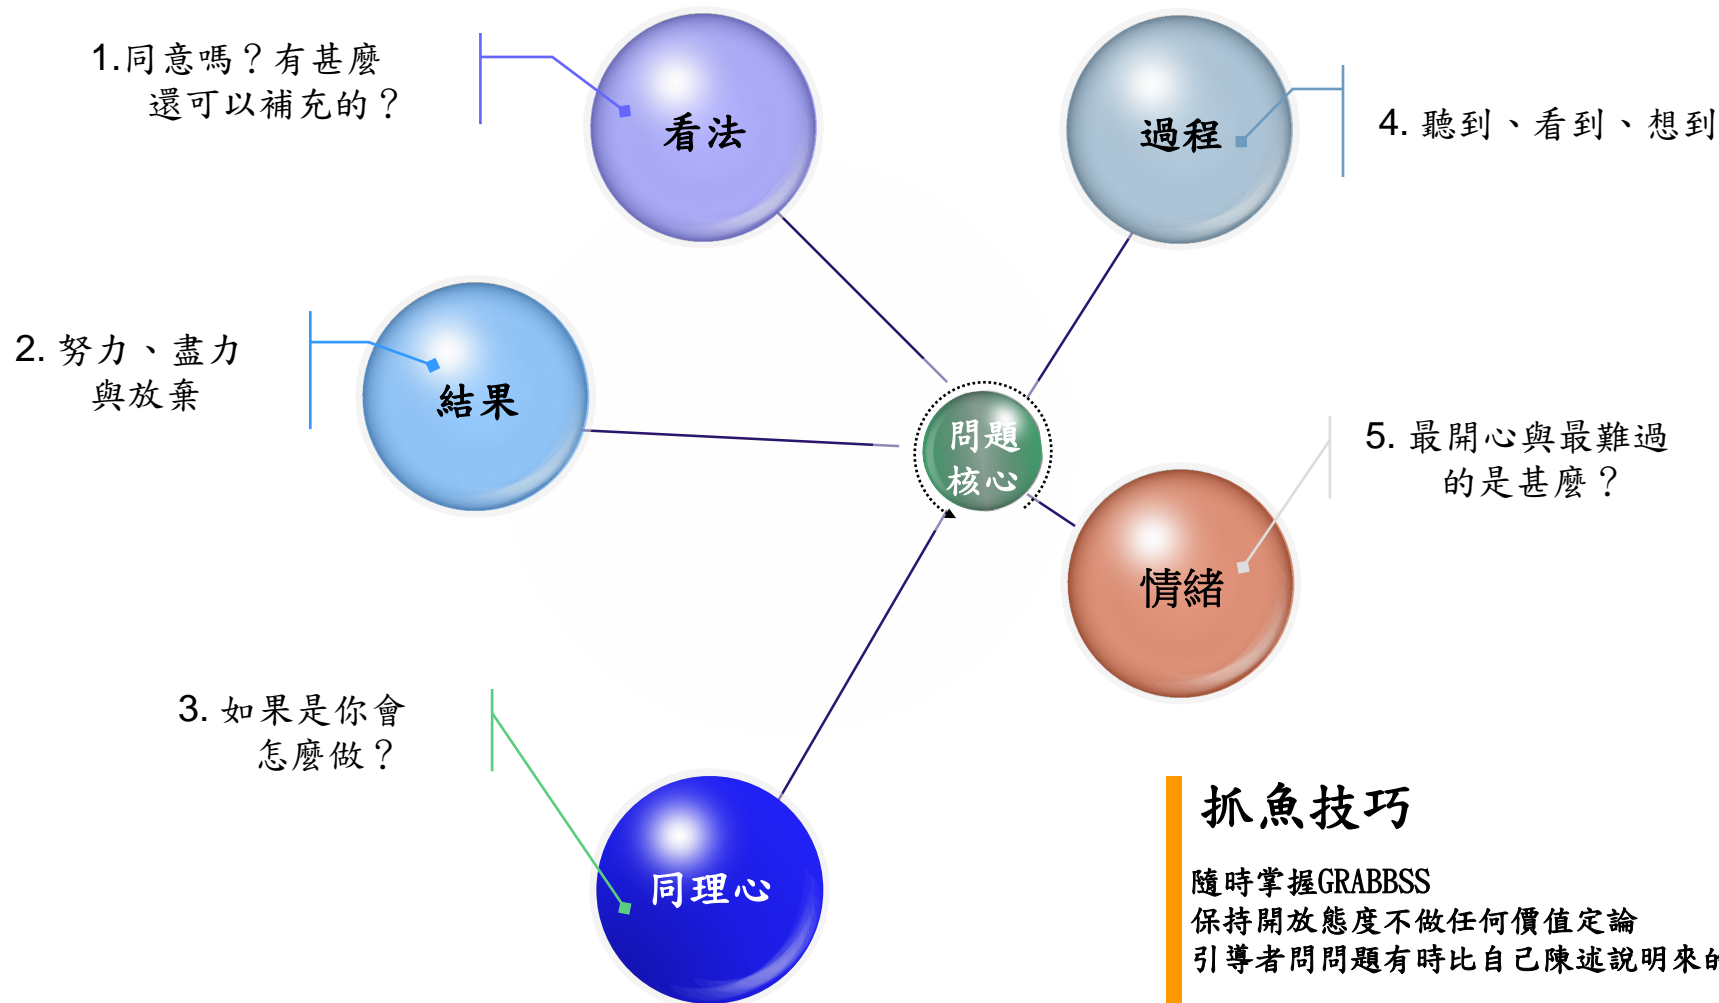 1.同意嗎？有甚麼
還可以補充的？
看法
過程
4. 聽到、看到、想到
2. 努力、盡力
與放棄
結果
問題
核心
5. 最開心與最難過
的是甚麼？
情緒
3. 如果是你會
怎麼做？
同理心
抓魚技巧
隨時掌握GRABBSS
保持開放態度不做任何價值定論
引導者問問題有時比自己陳述說明來的